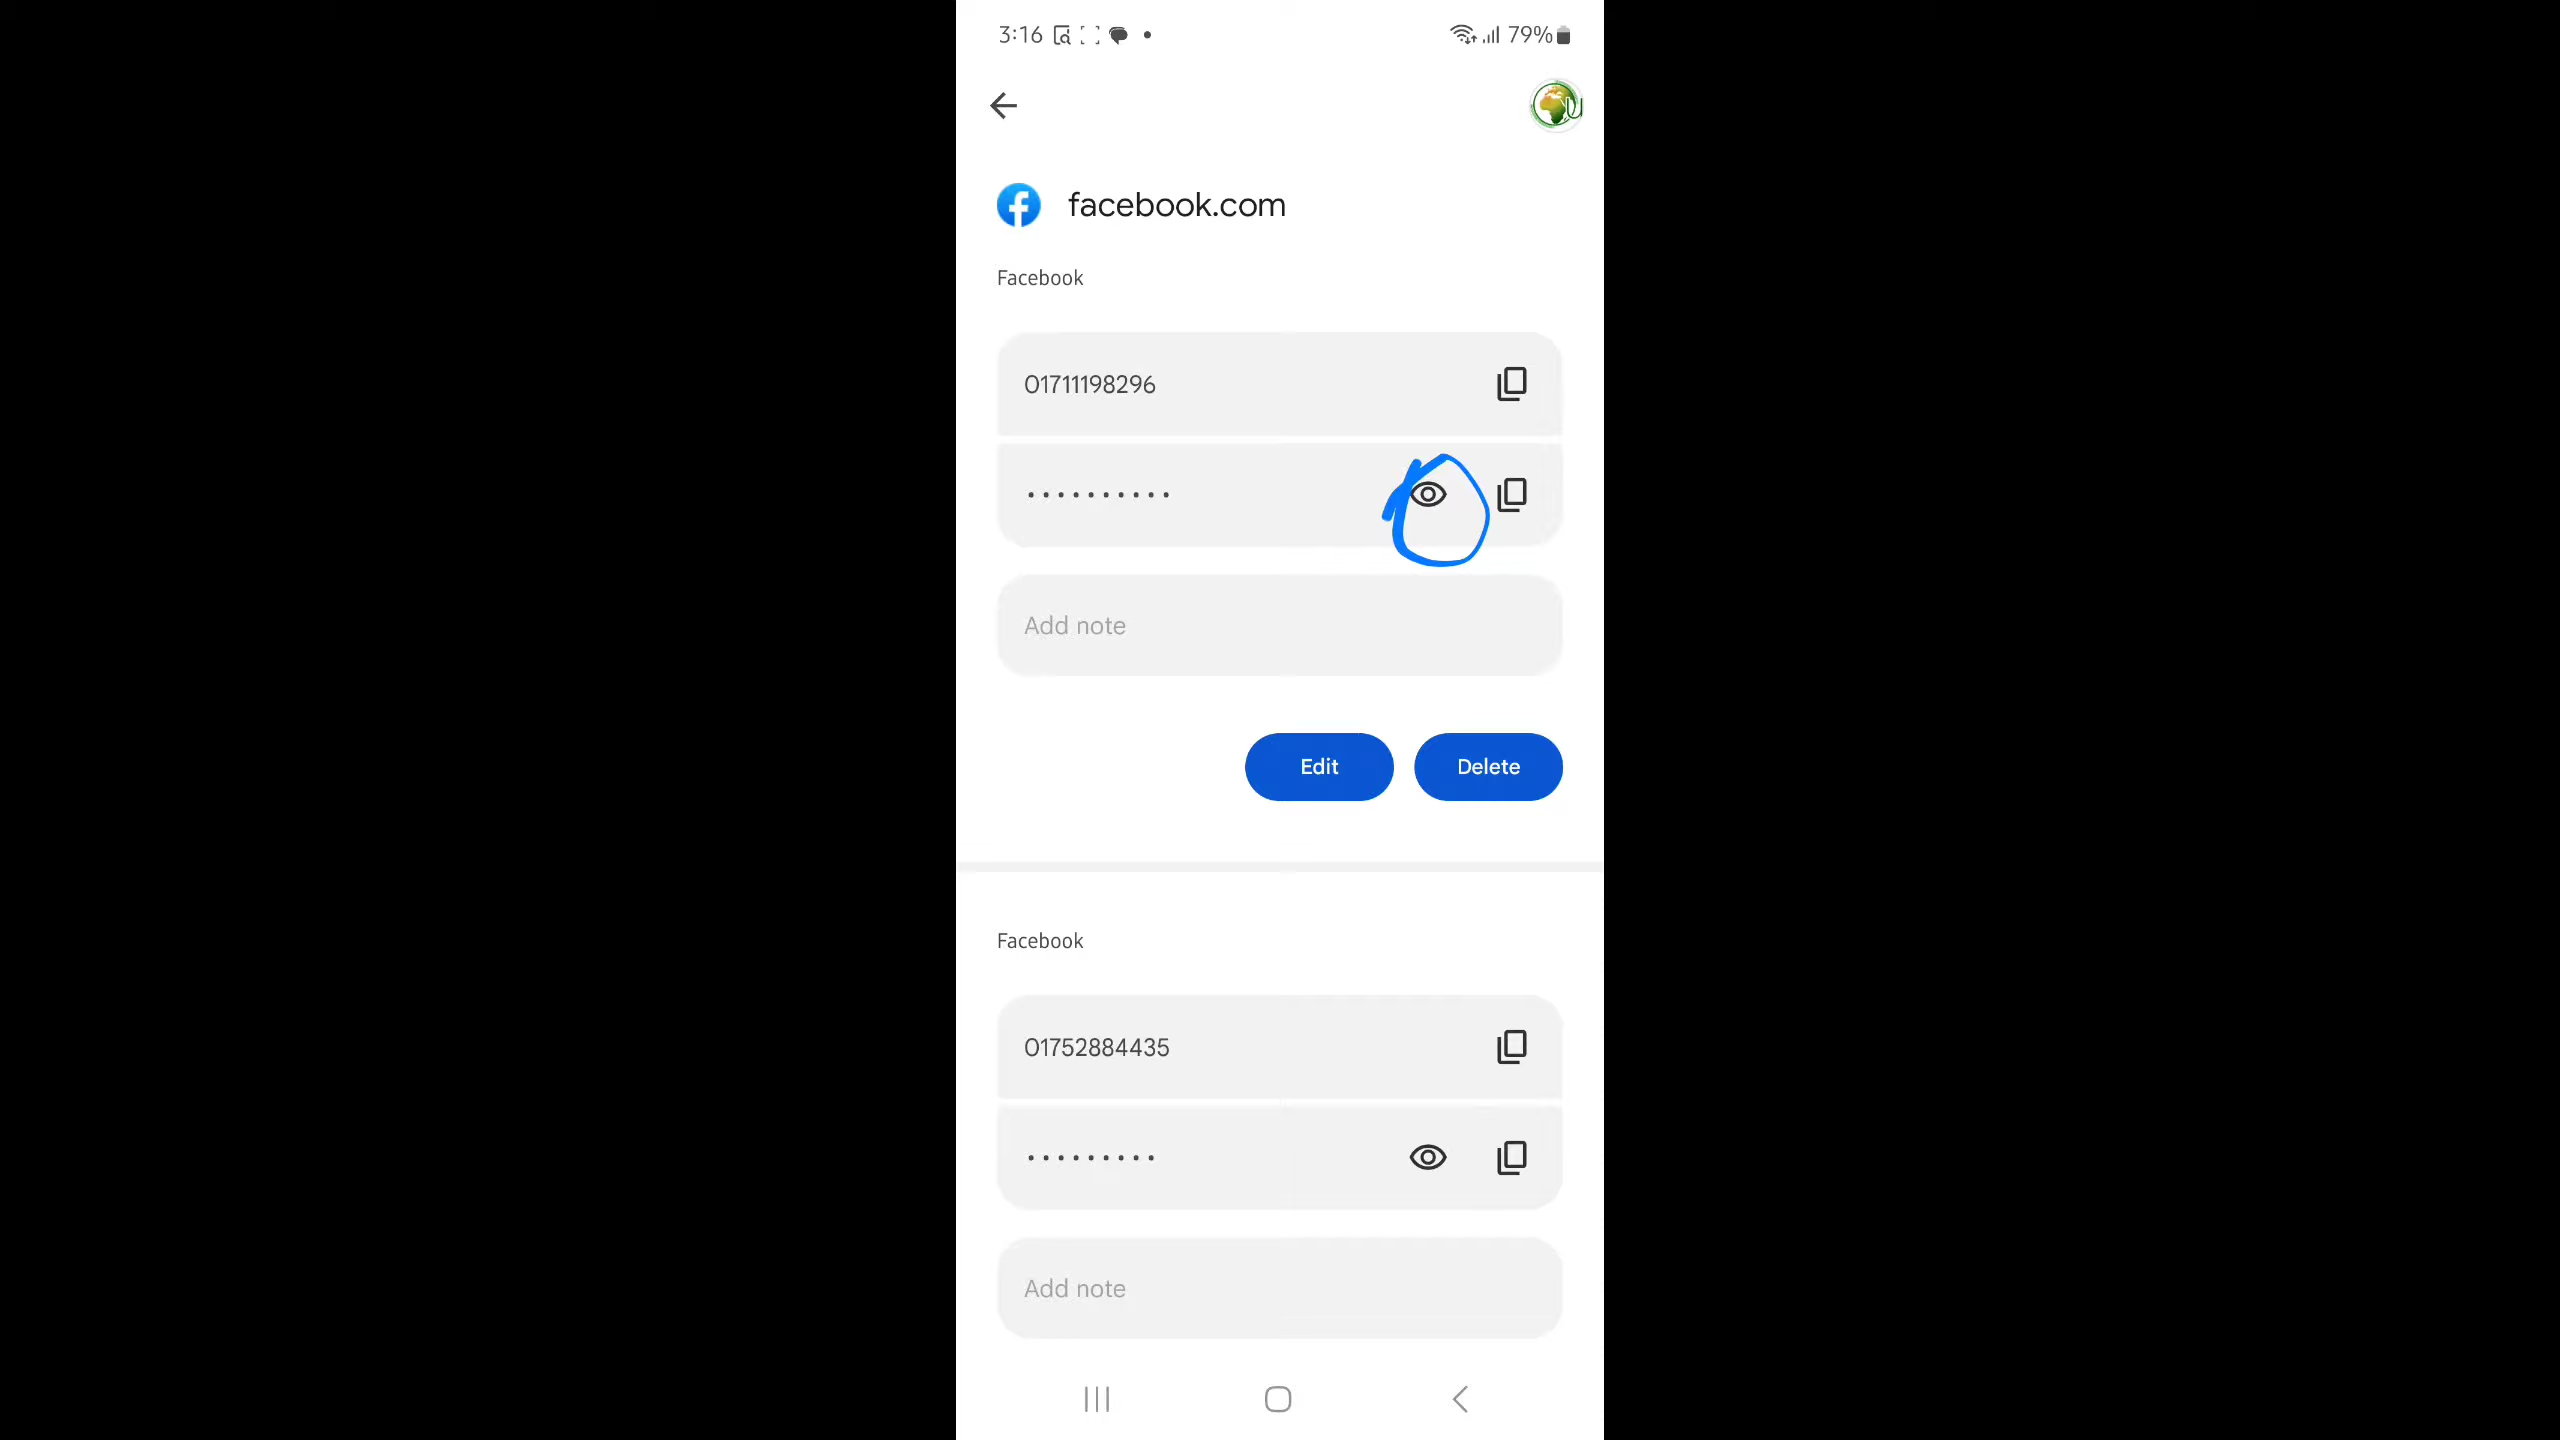 3:16 79%
facebook.com
Facebook
01711198296
••••••••••
Add note
Edit Delete
Facebook
01752884435
•••••••••
Add note